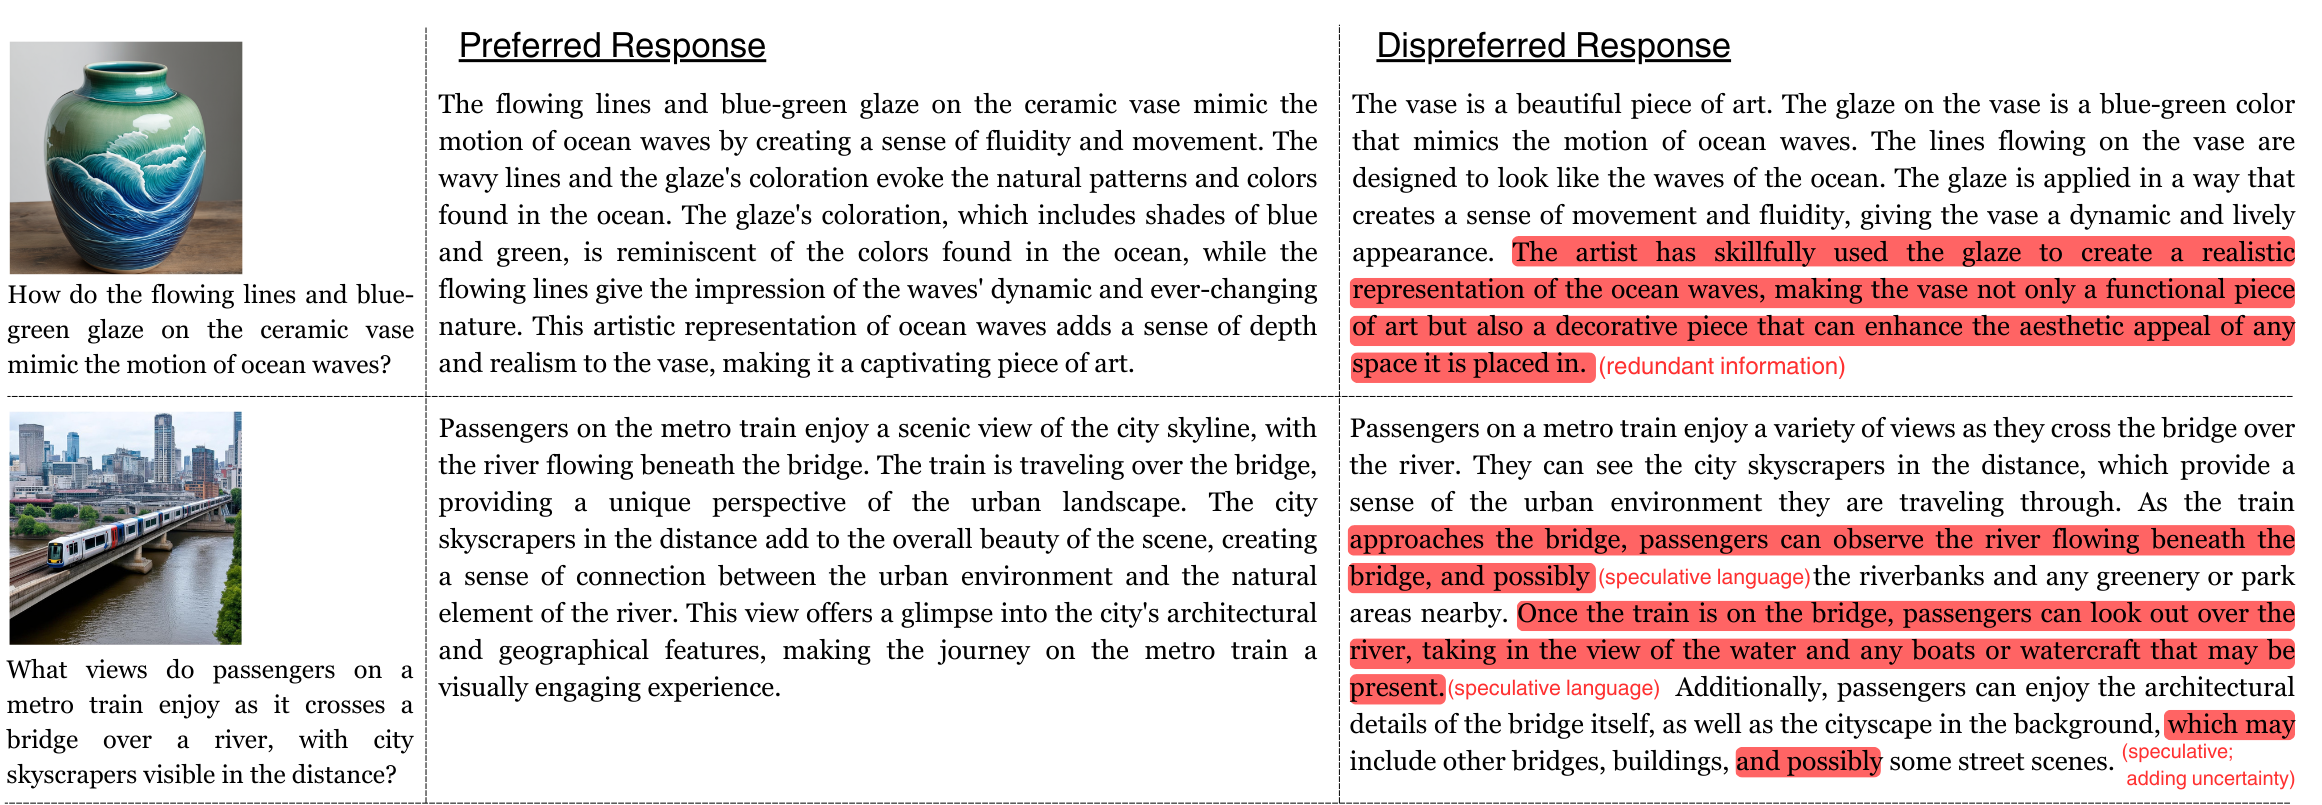 Preferred Response
Dispreferred Response
How do the flowing lines and blue-
green glaze on the ceramic vase
mimic the motion of ocean waves?
The flowing lines and blue-green glaze on the ceramic vase mimic the
motion of ocean waves by creating a sense of fluidity and movement. The
wavy lines and the glaze's coloration evoke the natural patterns and colors
found in the ocean. The glaze's coloration, which includes shades of blue
and green, is reminiscent of the colors found in the ocean, while the
flowing lines give the impression of the waves' dynamic and ever-changing
nature. This artistic representation of ocean waves adds a sense of depth
and realism to the vase, making it a captivating piece of art.
The vase is a beautiful piece of art. The glaze on the vase is a blue-green color
that mimics the motion of ocean waves. The lines flowing on the vase are
designed to look like the waves of the ocean. The glaze is applied in a way that
creates a sense of movement and fluidity, giving the vase a dynamic and lively
appearance. The artist has skillfully used the glaze to create a realistic
representation of the ocean waves, making the vase not only a functional piece
of art but also a decorative piece that can enhance the aesthetic appeal of any
space it is placed in. (redundant information)
What views do passengers on a
metro train enjoy as it crosses a
bridge over a river, with city
skyscrapers visible in the distance?
Passengers on the metro train enjoy a scenic view of the city skyline, with
the river flowing beneath the bridge. The train is traveling over the bridge,
providing a unique perspective of the urban landscape. The city
skyscrapers in the distance add to the overall beauty of the scene, creating
a sense of connection between the urban environment and the natural
element of the river. This view offers a glimpse into the city's architectural
and geographical features, making the journey on the metro train a
visually engaging experience.
Passengers on a metro train enjoy a variety of views as they cross the bridge over
the river. They can see the city skyscrapers in the distance, which provide a
sense of the urban environment they are traveling through. As the train
approaches the bridge, passengers can observe the river flowing beneath the
bridge, and possibly (speculative language) the riverbanks and any greenery or park
areas nearby. Once the train is on the bridge, passengers can look out over the
river, taking in the view of the water and any boats or watercraft that may be
present. (speculative language) Additionally, passengers can enjoy the architectural
details of the bridge itself, as well as the cityscape in the background, which may
include other bridges, buildings, and possibly some street scenes. (speculative;
adding uncertainty)